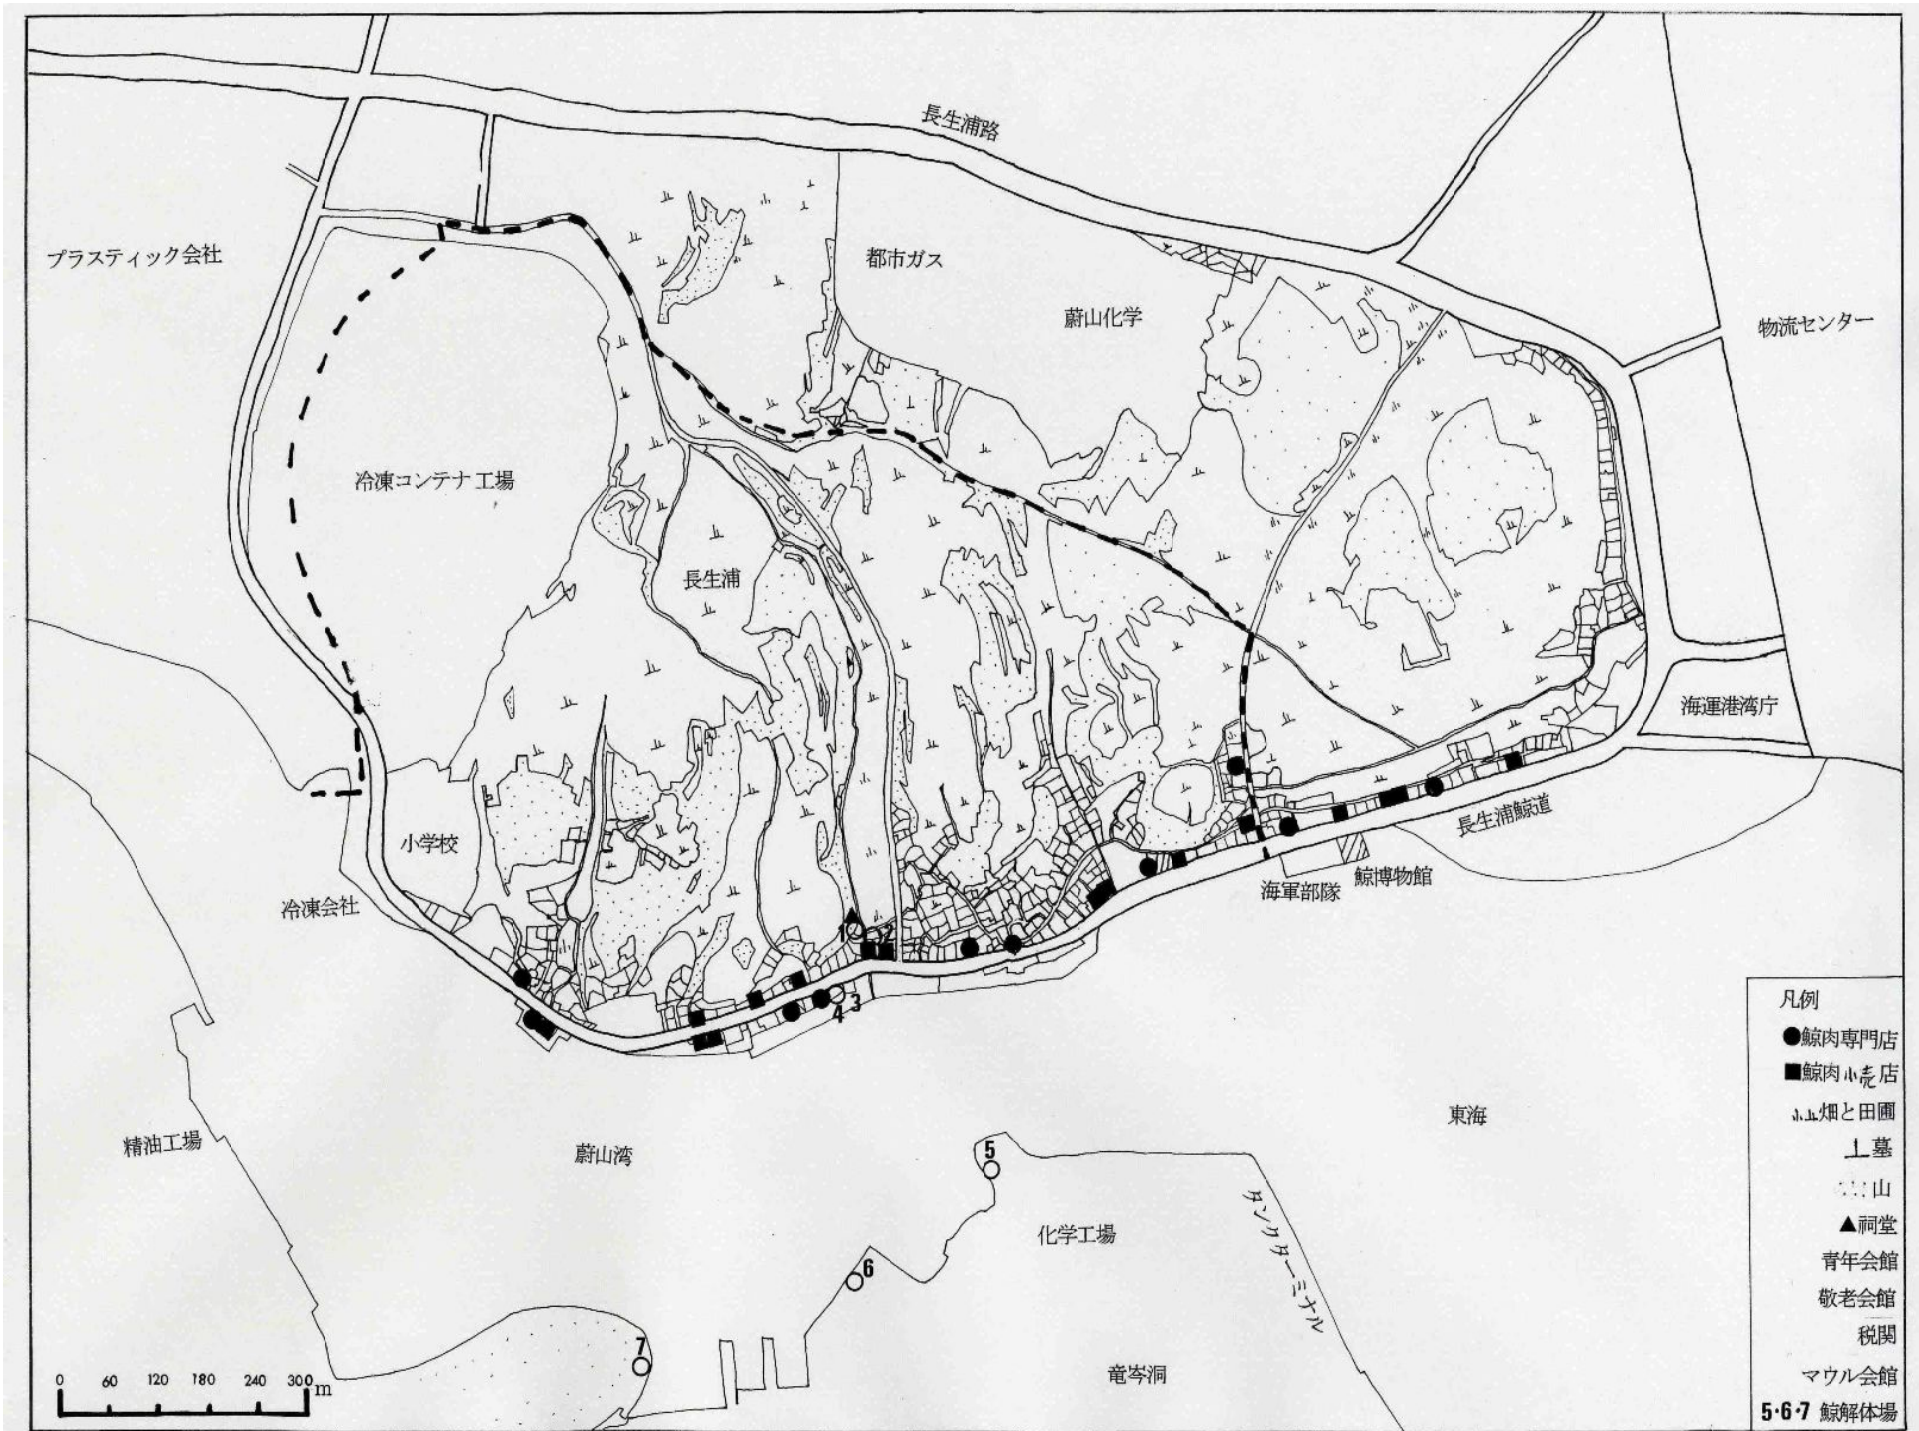 長生浦路
プラスティック会社
都市ガス
蔚山化学
物流センター
冷凍コンテナ工場
長生浦
海運港湾庁
小学校
長生浦鯨道
冷凍会社
海軍部隊
鯨博物館
1
2
3
4
精油工場
蔚山湾
東海
5
化学工場
タンクターミナル
6
7
竜岑洞
0 60 120 180 240 300 m
凡例
●鯨肉専門店
■鯨肉小売店
畑と田圃
墓
山
▲祠堂
青年会館
敬老会館
税関
マウル会館
5・6・7 鯨解体場